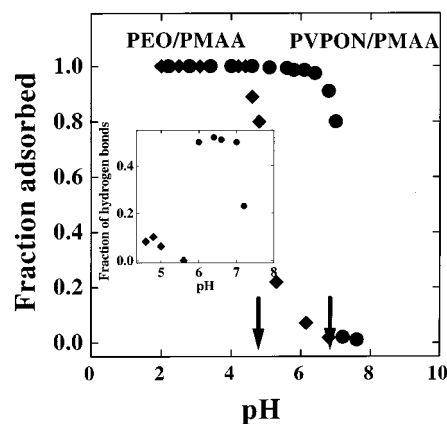 PEO/PMAA PVPON/PMAA
1.0
0.8
0.6
0.4
0.2
0.0
Fraction adsorbed
0.4
0.2
0.0
Fraction of hydrogen bonds
5 6 7 8
pH
0 2 4 6 8 10
pH